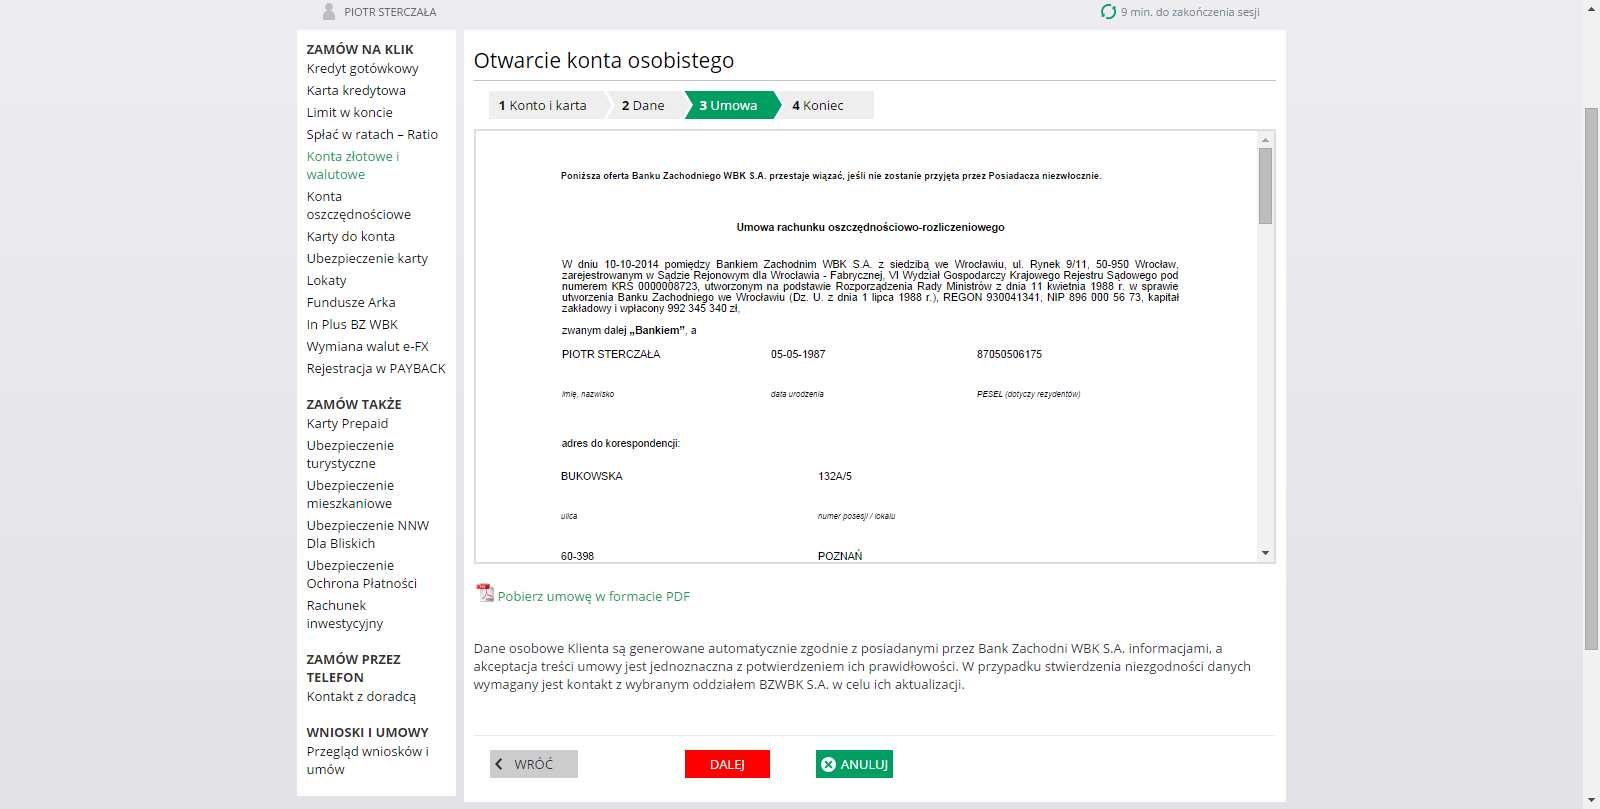 PIOTR STERCZAŁA
9 min. do zakończenia sesji
ZAMÓW NA KLIK
Kredyt gotówkowy
Karta kredytowa
Limit w koncie
Spłać w ratach – Ratio
Konta złotowe i
walutowe
Konta
oszczędnościowe
Karty do konta
Ubezpieczenie karty
Lokaty
Fundusze Arka
In Plus BZ WBK
Wymiana walut e-FX
Rejestracja w PAYBACK
ZAMÓW TAKŻE
Karty Prepaid
Ubezpieczenie
turystyczne
Ubezpieczenie
mieszkaniowe
Ubezpieczenie NNW
Dla Bliskich
Ubezpieczenie
Ochrona Płatności
Rachunek
inwestycyjny
ZAMÓW PRZEZ
TELEFON
Kontakt z doradcą
WNIOSKI I UMOWY
Przegląd wniosków i
umów
Otwarcie konta osobistego
1 Konto i karta 2 Dane 3 Umowa 4 Koniec
Poniższa oferta Banku Zachodniego WBK S.A. przestaje wiązać, jeśli nie zostanie przyjęta przez Posiadacza niezwłocznie.
Umowa rachunku oszczędnościowo-rozliczeniowego
W dniu 10-10-2014 pomiędzy Bankiem Zachodnim WBK S.A. z siedzibą we Wrocławiu, ul. Rynek 9/11, 50-950 Wrocław,
zarejestrowanym w Sądzie Rejonowym dla Wrocławia - Fabrycznej, VI Wydział Gospodarczy Krajowego Rejestru Sądowego pod
numerem KRS 0000008723, utworzonym na podstawie Rozporządzenia Rady Ministrów z dnia 11 kwietnia 1988 r. w sprawie
utworzenia Banku Zachodniego we Wrocławiu (Dz. U. z dnia 1 lipca 1988 r.), REGON 930041341, NIP 896 000 56 73, kapitał
zakładowy i wpłacony 992 345 340 zł,
zwanym dalej „Bankiem”, a
PIOTR STERCZAŁA 05-05-1987 87050506175
imię, nazwisko data urodzenia PESEL (dotyczy rezydentów)
adres do korespondencji:
BUKOWSKA 132A/5
ulica numer posesji / lokalu
60-398 POZNAŃ
Pobierz umowę w formacie PDF
Dane osobowe Klienta są generowane automatycznie zgodnie z posiadanymi przez Bank Zachodni WBK S.A. informacjami, a
akceptacja treści umowy jest jednoznaczna z potwierdzeniem ich prawidłowości. W przypadku stwierdzenia niezgodności danych
wymagany jest kontakt z wybranym oddziałem BZWBK S.A. w celu ich aktualizacji.
WRÓĆ DALEJ ANULUJ